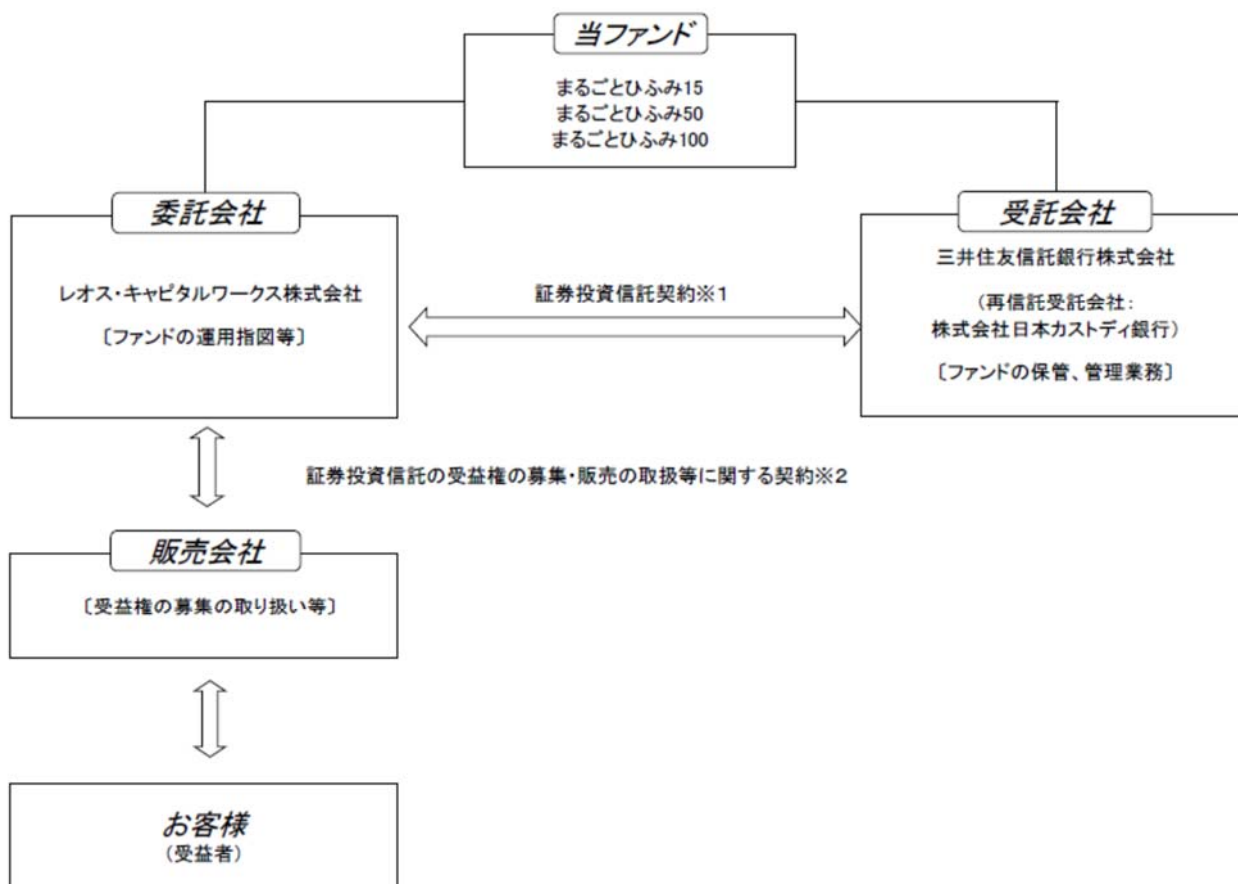 当ファンド
まるごとひふみ15
まるごとひふみ50
まるごとひふみ100
委託会社
レオス・キャピタルワークス株式会社
〔ファンドの運用指図等〕
証券投資信託契約※1
受託会社
三井住友信託銀行株式会社
（再信託受託会社：
株式会社日本カストディ銀行）
〔ファンドの保管、管理業務〕
証券投資信託の受益権の募集・販売の取扱等に関する契約※2
販売会社
〔受益権の募集の取り扱い等〕
お客様
（受益者）